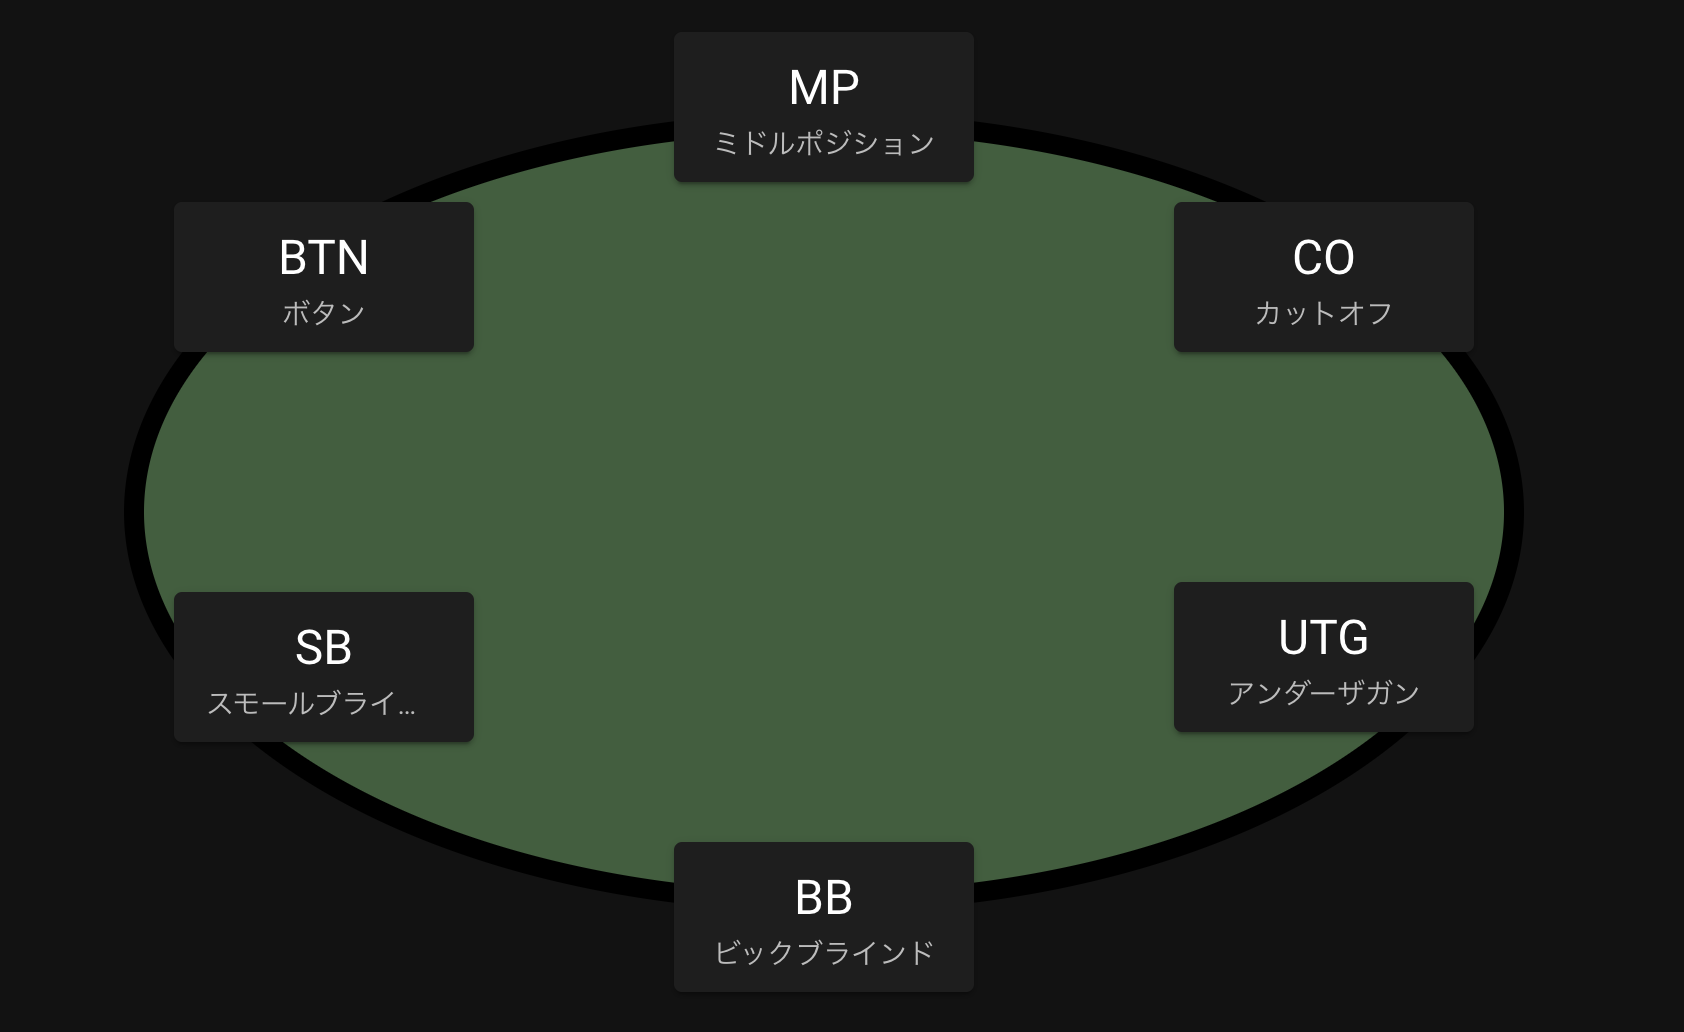 MP
ミドルポジション
BTN
ボタン
CO
カットオフ
SB
スモールブライ...
UTG
アンダーザガン
BB
ビックブラインド